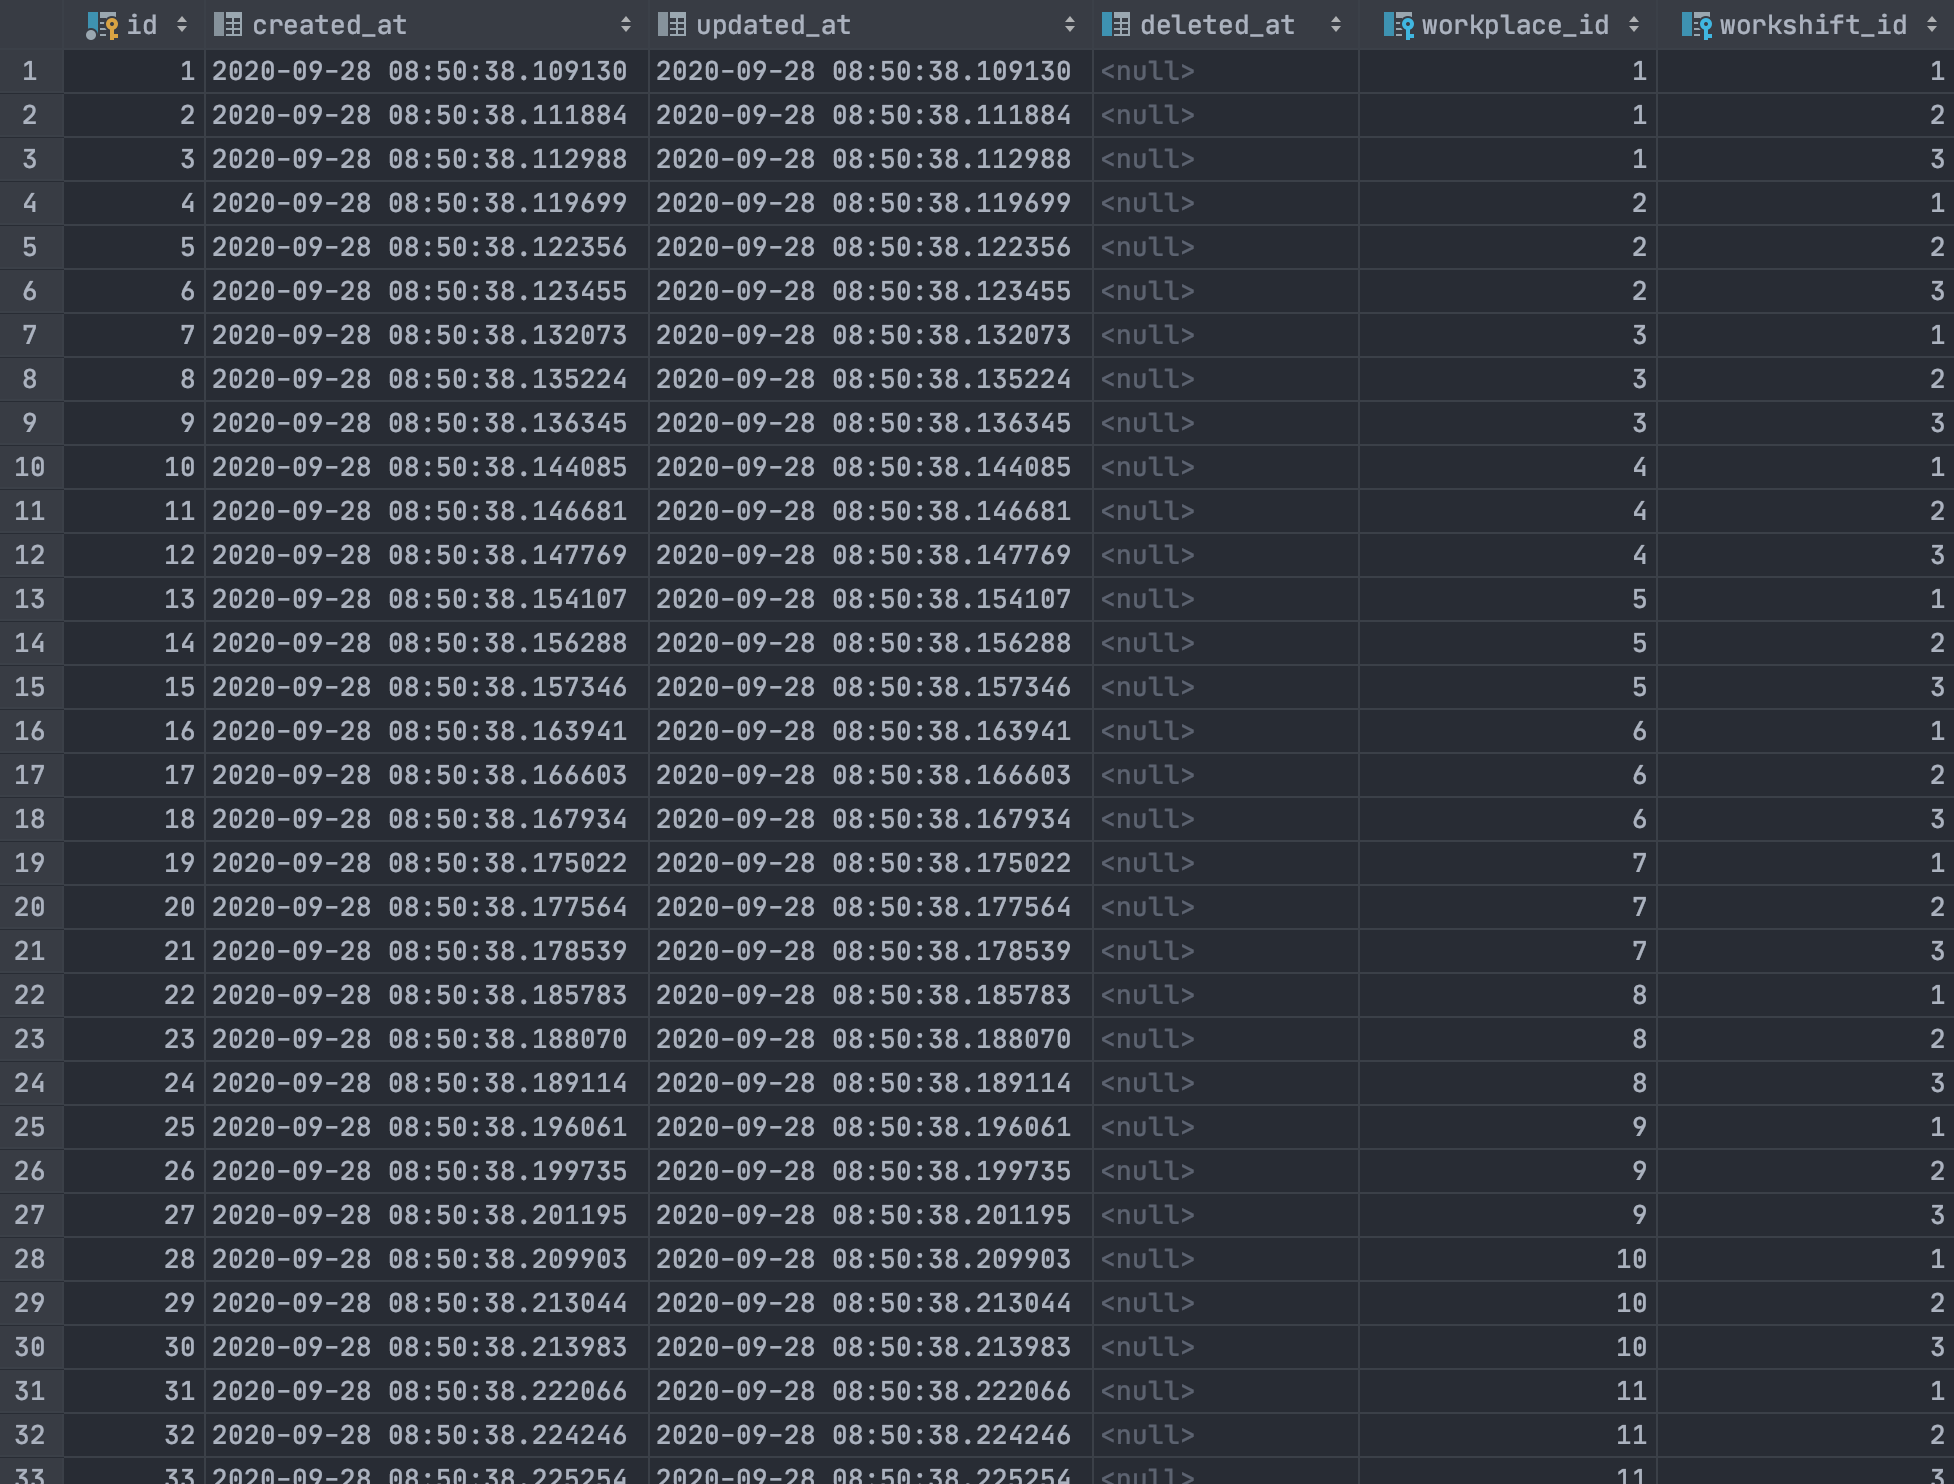 id created_at updated_at deleted_at workplace_id workshift_id
1 1 2020-09-28 08:50:38.109130 2020-09-28 08:50:38.109130 <null> 1 1
2 2 2020-09-28 08:50:38.111884 2020-09-28 08:50:38.111884 <null> 1 2
3 3 2020-09-28 08:50:38.112988 2020-09-28 08:50:38.112988 <null> 1 3
4 4 2020-09-28 08:50:38.119699 2020-09-28 08:50:38.119699 <null> 2 1
5 5 2020-09-28 08:50:38.122356 2020-09-28 08:50:38.122356 <null> 2 2
6 6 2020-09-28 08:50:38.123455 2020-09-28 08:50:38.123455 <null> 2 3
7 7 2020-09-28 08:50:38.132073 2020-09-28 08:50:38.132073 <null> 3 1
8 8 2020-09-28 08:50:38.135224 2020-09-28 08:50:38.135224 <null> 3 2
9 9 2020-09-28 08:50:38.136345 2020-09-28 08:50:38.136345 <null> 3 3
10 10 2020-09-28 08:50:38.144085 2020-09-28 08:50:38.144085 <null> 4 1
11 11 2020-09-28 08:50:38.146681 2020-09-28 08:50:38.146681 <null> 4 2
12 12 2020-09-28 08:50:38.147769 2020-09-28 08:50:38.147769 <null> 4 3
13 13 2020-09-28 08:50:38.154107 2020-09-28 08:50:38.154107 <null> 5 1
14 14 2020-09-28 08:50:38.156288 2020-09-28 08:50:38.156288 <null> 5 2
15 15 2020-09-28 08:50:38.157346 2020-09-28 08:50:38.157346 <null> 5 3
16 16 2020-09-28 08:50:38.163941 2020-09-28 08:50:38.163941 <null> 6 1
17 17 2020-09-28 08:50:38.166603 2020-09-28 08:50:38.166603 <null> 6 2
18 18 2020-09-28 08:50:38.167934 2020-09-28 08:50:38.167934 <null> 6 3
19 19 2020-09-28 08:50:38.175022 2020-09-28 08:50:38.175022 <null> 7 1
20 20 2020-09-28 08:50:38.177564 2020-09-28 08:50:38.177564 <null> 7 2
21 21 2020-09-28 08:50:38.178539 2020-09-28 08:50:38.178539 <null> 7 3
22 22 2020-09-28 08:50:38.185783 2020-09-28 08:50:38.185783 <null> 8 1
23 23 2020-09-28 08:50:38.188070 2020-09-28 08:50:38.188070 <null> 8 2
24 24 2020-09-28 08:50:38.189114 2020-09-28 08:50:38.189114 <null> 8 3
25 25 2020-09-28 08:50:38.196061 2020-09-28 08:50:38.196061 <null> 9 1
26 26 2020-09-28 08:50:38.199735 2020-09-28 08:50:38.199735 <null> 9 2
27 27 2020-09-28 08:50:38.201195 2020-09-28 08:50:38.201195 <null> 9 3
28 28 2020-09-28 08:50:38.209903 2020-09-28 08:50:38.209903 <null> 10 1
29 29 2020-09-28 08:50:38.213044 2020-09-28 08:50:38.213044 <null> 10 2
30 30 2020-09-28 08:50:38.213983 2020-09-28 08:50:38.213983 <null> 10 3
31 31 2020-09-28 08:50:38.222066 2020-09-28 08:50:38.222066 <null> 11 1
32 32 2020-09-28 08:50:38.224246 2020-09-28 08:50:38.224246 <null> 11 2
33 33 2020-09-28 08:50:38.225254 2020-09-28 08:50:38.225254 <null> 11 3